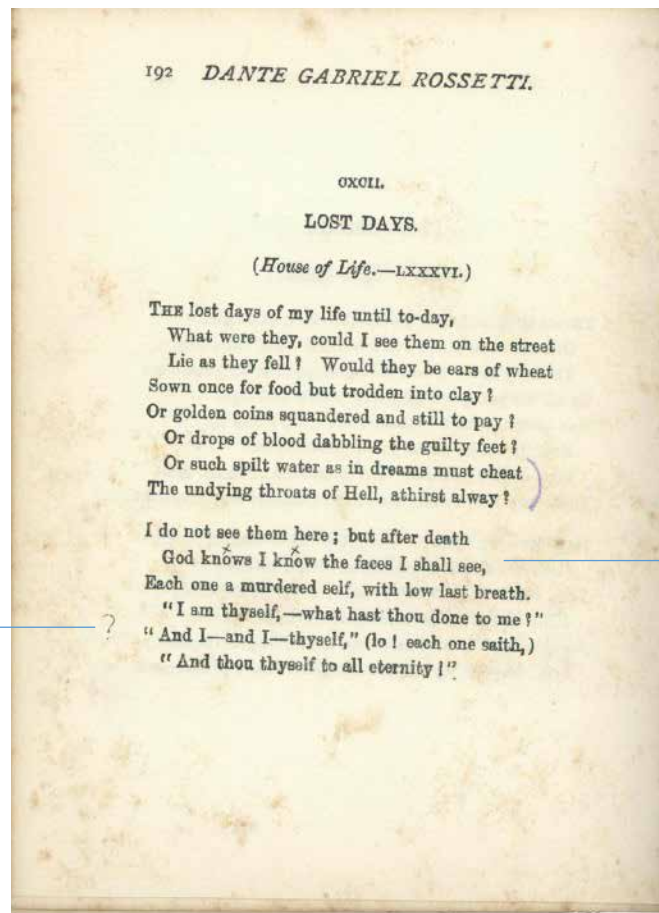 192 DANTE GABRIEL ROSSETTI.
CXCII.
LOST DAYS.
(House of Life.—LXXXVI.)
THE lost days of my life until to-day,
What were they, could I see them on the street
Lie as they fell? Would they be ears of wheat
Sown once for food but trodden into clay?
Or golden coins squandered and still to pay?
Or drops of blood dabbling the guilty feet?
Or such spilt water as in dreams must cheat
The undying throats of Hell, athirst alway?
I do not see them here; but after death
God knows I know the faces I shall see,
Each one a murdered self, with low last breath.
"I am thyself,—what hast thou done to me?"
? "And I—and I—thyself," (lo! each one saith,)
"And thou thyself to all eternity!"